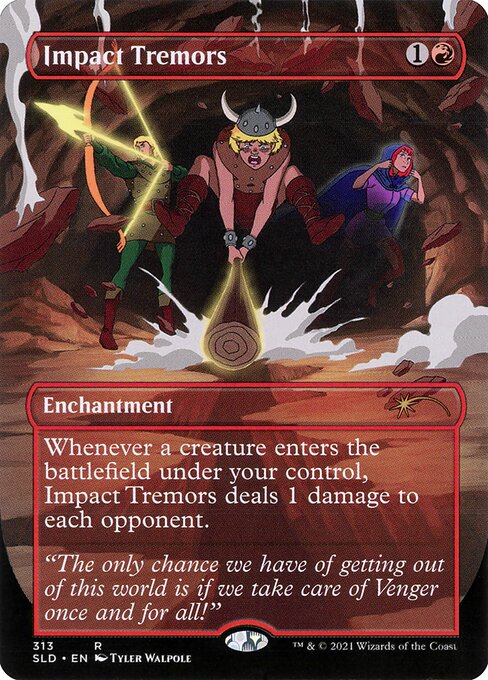 Impact Tremors 1
Enchantment
Whenever a creature enters the
battlefield under your control,
Impact Tremors deals 1 damage to
each opponent.
“The only chance we have of getting out
of this world is if we take care of Venger
once and for all!”
313 R
SLD • EN Tyler Walpole ™ & © 2021 Wizards of the Coast